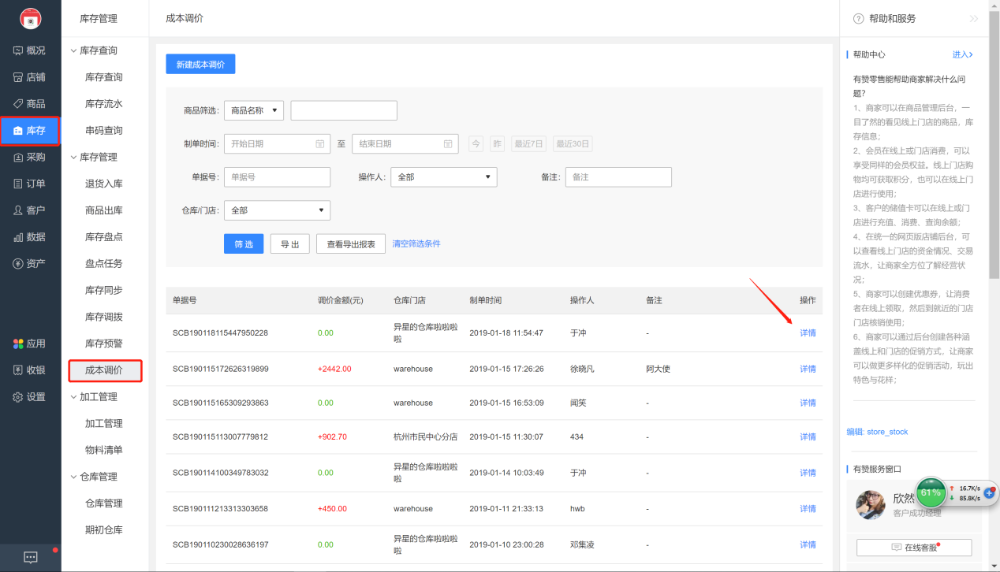 概况
店铺
商品
库存
采购
订单
客户
数据
资产
应用
收银
设置
库存管理
库存查询
库存查询
库存流水
串码查询
库存管理
退货入库
商品出库
库存盘点
盘点任务
库存同步
库存调拨
库存预警
成本调价
加工管理
加工管理
物料清单
仓库管理
仓库管理
期初仓库
成本调价
新建成本调价
商品筛选: 商品名称
制单时间: 开始日期 至 结束日期 今 昨 最近7日 最近30日
单据号: 单据号 操作人: 全部 备注: 备注
仓库/门店: 全部
筛 选 导 出 查看导出报表 清空筛选条件
单据号 调价金额(元) 仓库门店 制单时间 操作人 备注 操作
SCB190118115447950228 0.00 异星的仓库啦啦啦啦 2019-01-18 11:54:47 于冲 - 详情
SCB190115172626319899 +2442.00 warehouse 2019-01-15 17:26:26 徐晓凡 阿大使 详情
SCB190115165309293863 0.00 warehouse 2019-01-15 16:53:09 闻笑 - 详情
SCB190115113007779812 +902.70 杭州市民中心分店 2019-01-15 11:30:07 434 - 详情
SCB190114100349783032 0.00 异星的仓库啦啦啦啦 2019-01-14 10:03:49 于冲 - 详情
SCB190111213313303658 +450.00 warehouse 2019-01-11 21:33:13 hwb - 详情
SCB190110230028636197 0.00 异星的仓库啦啦啦啦 2019-01-10 23:00:28 邓集凌 - 详情
帮助和服务
帮助中心 进入
有赞零售能帮助商家解决什么问
题?
1、商家可以在商品管理后台，一
目了然的看见线上门店的商品，库
存信息；
2、会员在线上或门店消费，可以
享受同样的会员权益。线上门店购
物均可获取积分，也可以在线上门
店进行使用；
3、客户的储值卡可以在线上或门
店进行充值、消费、查询余额；
4、在统一的网页版店铺后台，可
以查看线上门店的资金情况、交易
流水，让商家全方位了解经营状
况；
5、商家可以创建优惠券，让消费
者在线上领取，然后到就近的门店
门店核销使用；
6、商家可以通过后台创建各种涵
盖线上和门店的促销方式，让商家
可以做更多样化的促销活动，玩出
特色与花样；
编辑: store_stock
有赞服务窗口
欣然
客户成功经理
61%
16.7K/s
85.8K/s
在线客服